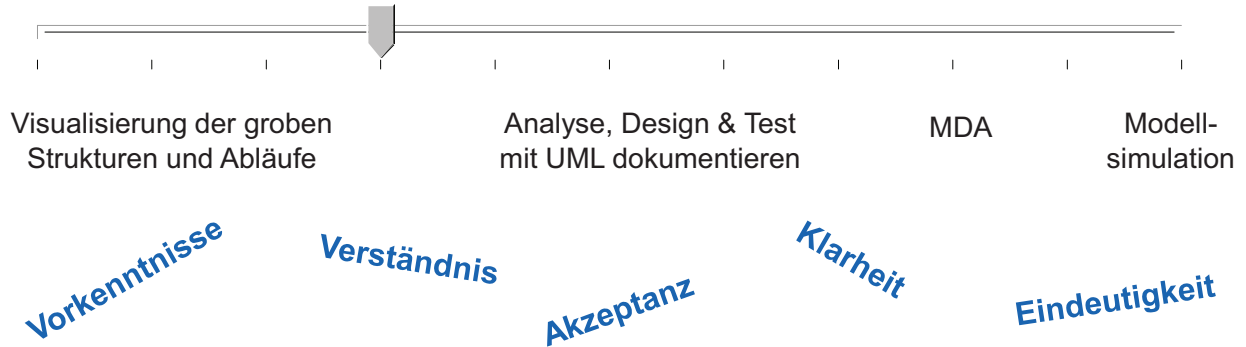 Visualisierung der groben
Strukturen und Abläufe
Analyse, Design & Test
mit UML dokumentieren
MDA
Modell-
simulation
Vorkenntnisse
Verständnis
Akzeptanz
Klarheit
Eindeutigkeit